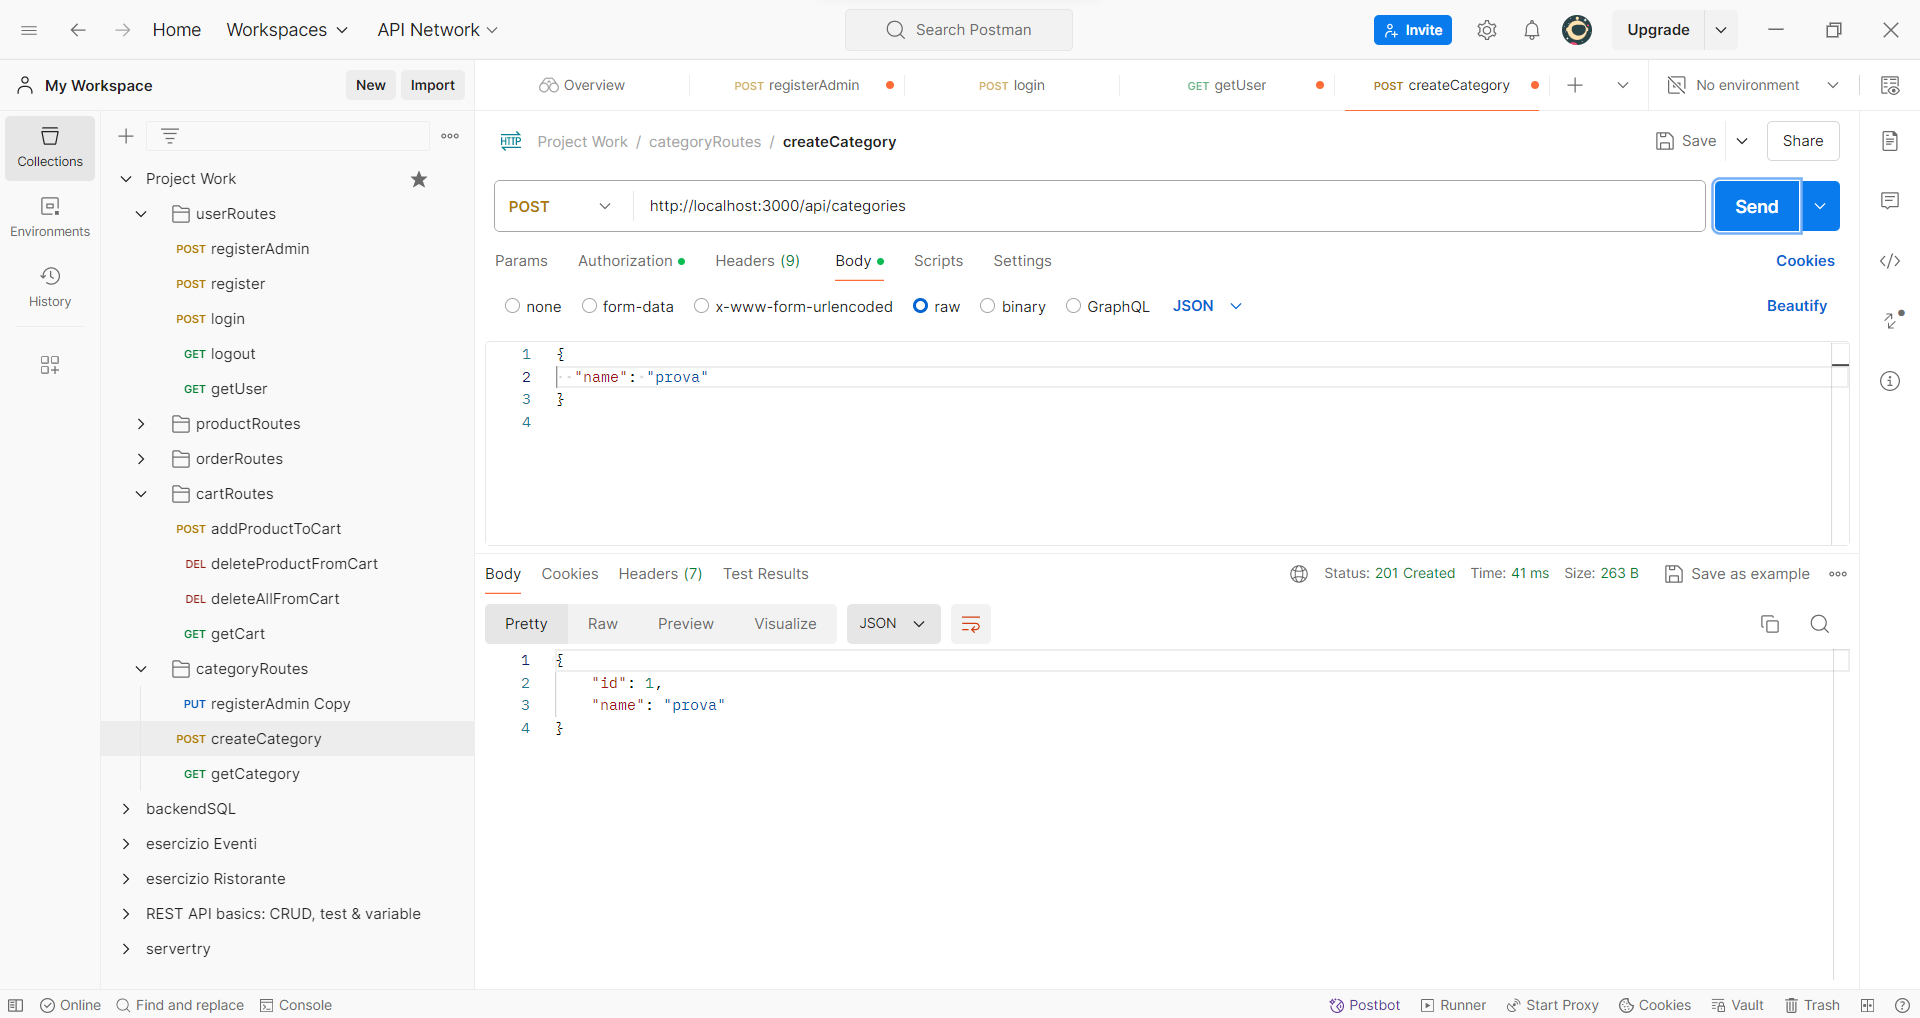 Home Workspaces API Network Search Postman Invite Upgrade
My Workspace New Import Overview POST registerAdmin POST login GET getUser POST createCategory No environment
Collections
Environments
History
Project Work
userRoutes
POST registerAdmin
POST register
POST login
GET logout
GET getUser
productRoutes
orderRoutes
cartRoutes
POST addProductToCart
DEL deleteProductFromCart
DEL deleteAllFromCart
GET getCart
categoryRoutes
PUT registerAdmin Copy
POST createCategory
GET getCategory
backendSQL
esercizio Eventi
esercizio Ristorante
REST API basics: CRUD, test & variable
servertry
HTTP Project Work / categoryRoutes / createCategory Save Share
POST http://localhost:3000/api/categories Send
Params Authorization Headers (9) Body Scripts Settings Cookies
none form-data x-www-form-urlencoded raw binary GraphQL JSON Beautify
1 {
2 "name": "prova"
3 }
4
Body Cookies Headers (7) Test Results Status: 201 Created Time: 41 ms Size: 263 B Save as example
Pretty Raw Preview Visualize JSON
1 {
2 "id": 1,
3 "name": "prova"
4 }
Online Find and replace Console Postbot Runner Start Proxy Cookies Vault Trash